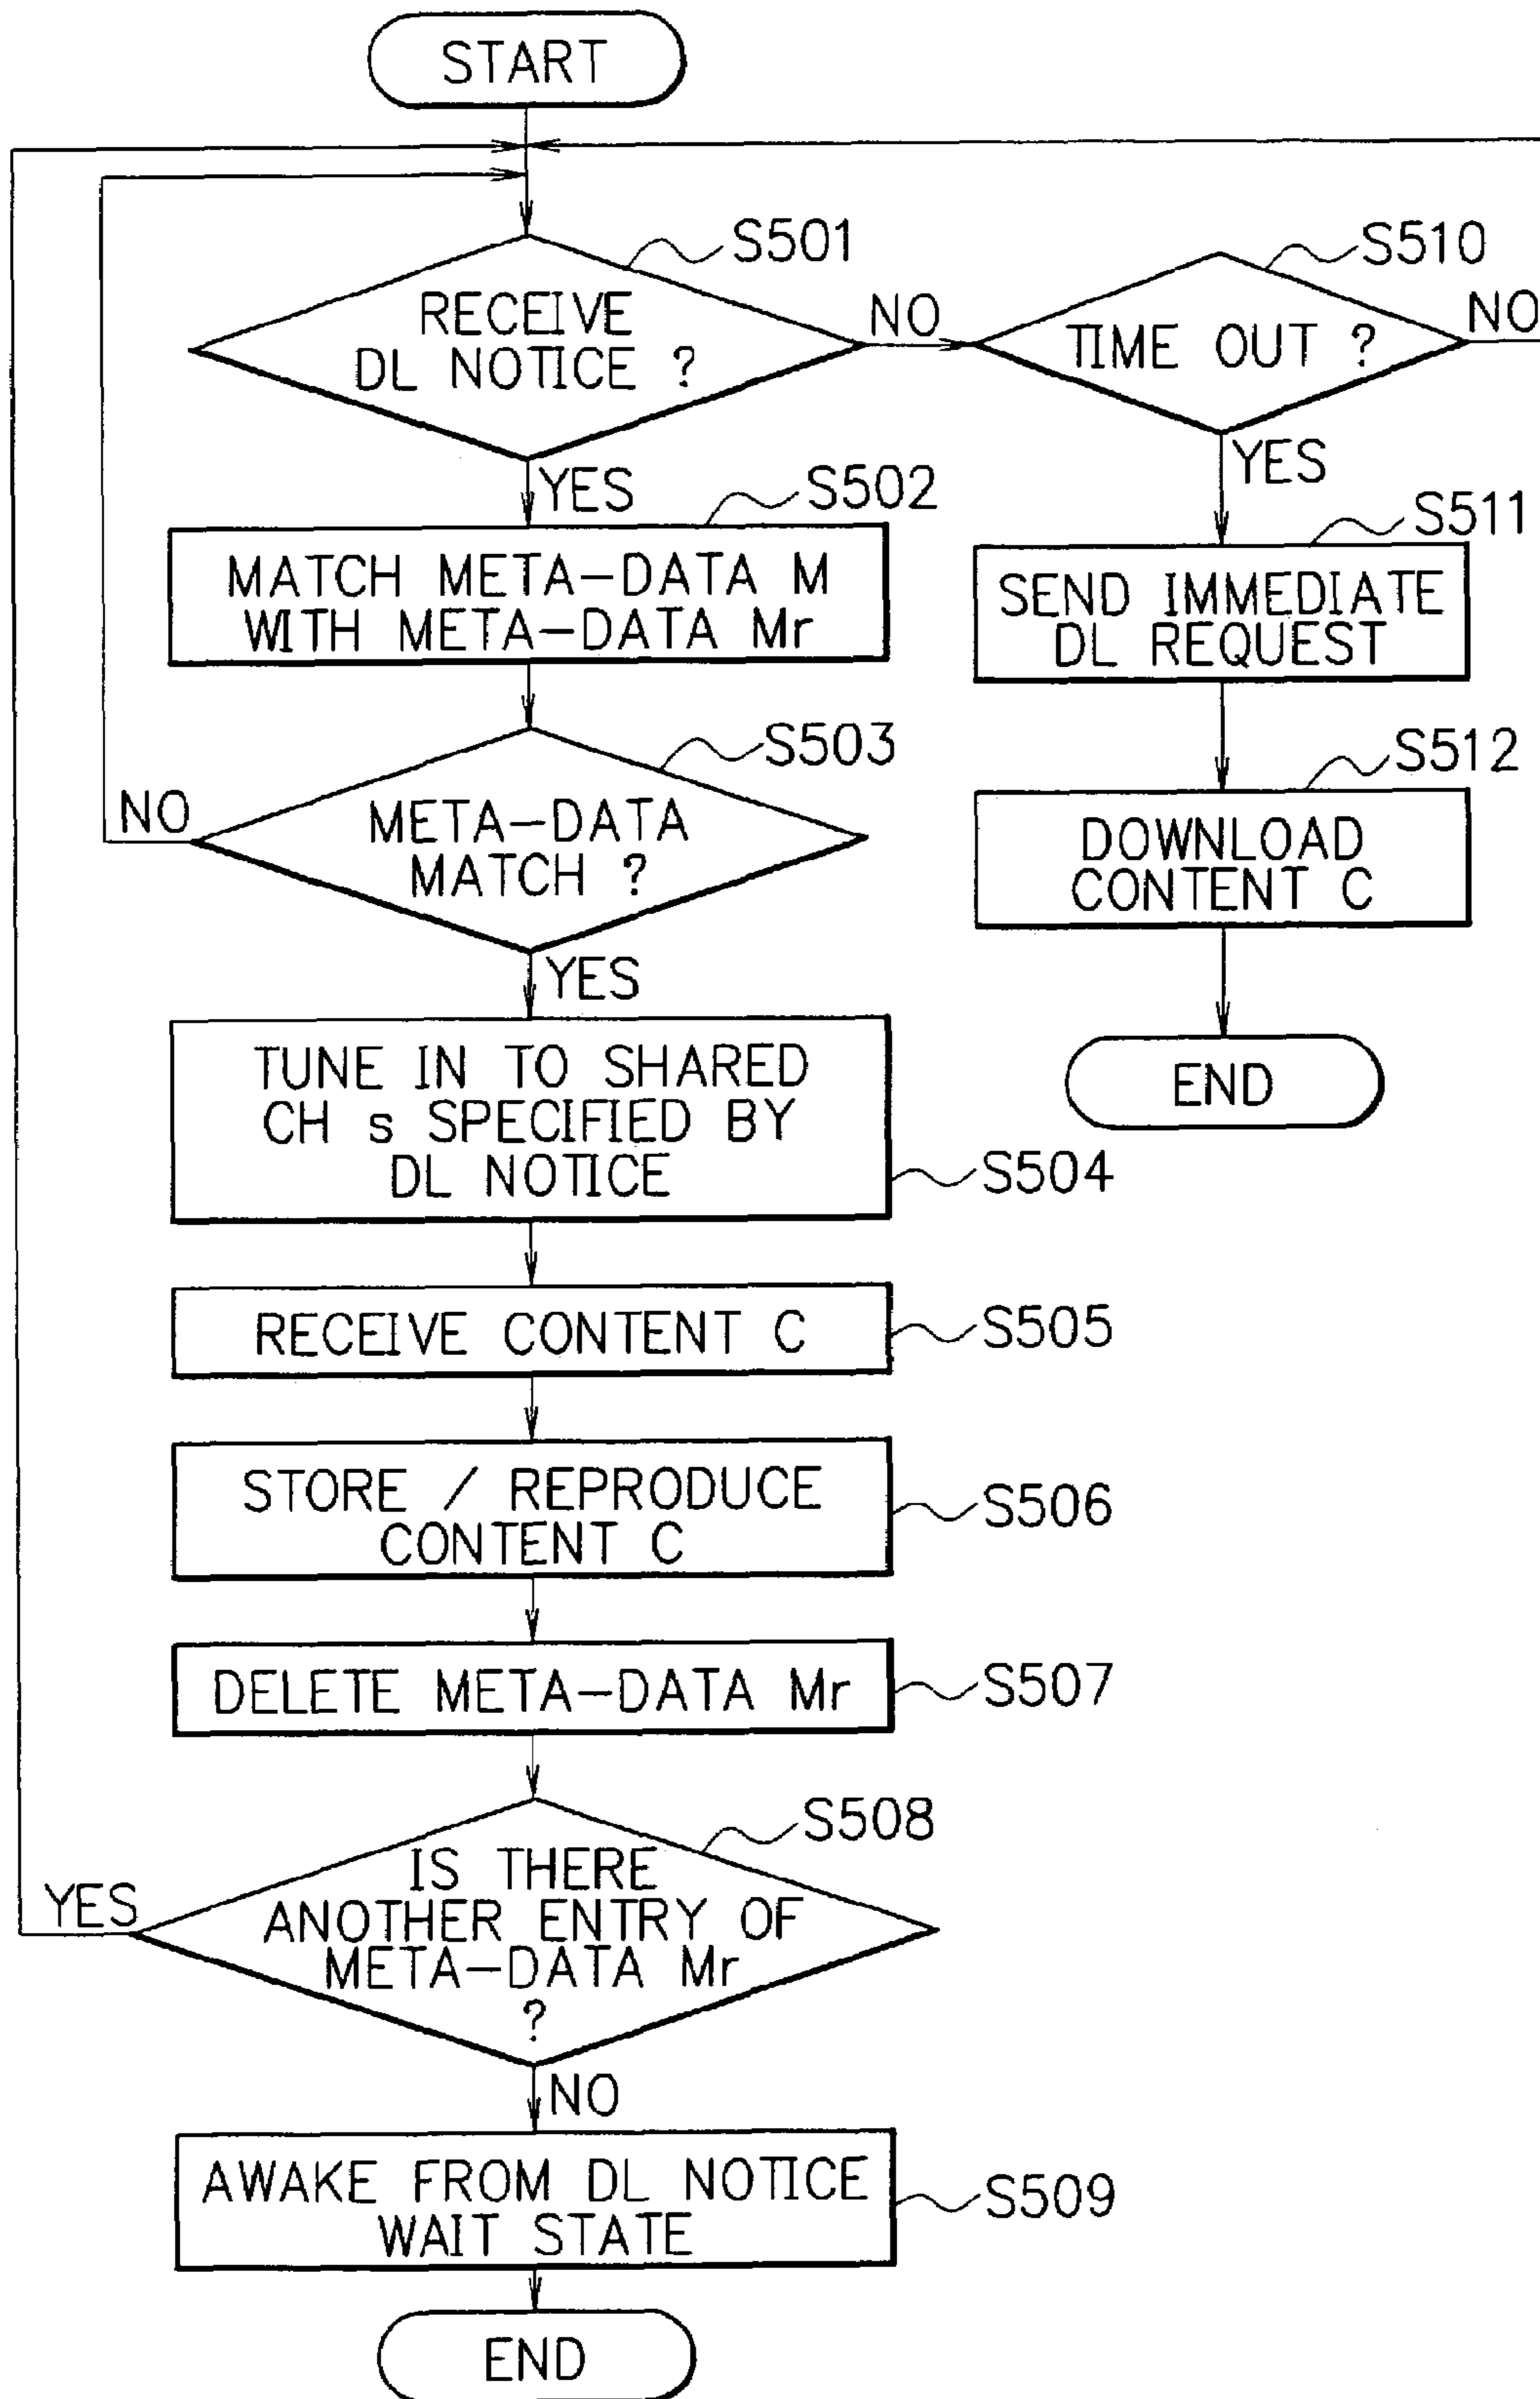 START
S501
RECEIVE
DL NOTICE ?
NO
S510
TIME OUT ?
NO
YES
S502
MATCH META-DATA M
WITH META-DATA Mr
YES
S511
SEND IMMEDIATE
DL REQUEST
S503
META-DATA
MATCH ?
NO
S512
DOWNLOAD
CONTENT C
YES
TUNE IN TO SHARED
CH s SPECIFIED BY
DL NOTICE
S504
END
RECEIVE CONTENT C
S505
STORE / REPRODUCE
CONTENT C
S506
DELETE META-DATA Mr
S507
S508
IS THERE
ANOTHER ENTRY OF
META-DATA Mr
?
YES
NO
AWAKE FROM DL NOTICE
WAIT STATE
S509
END